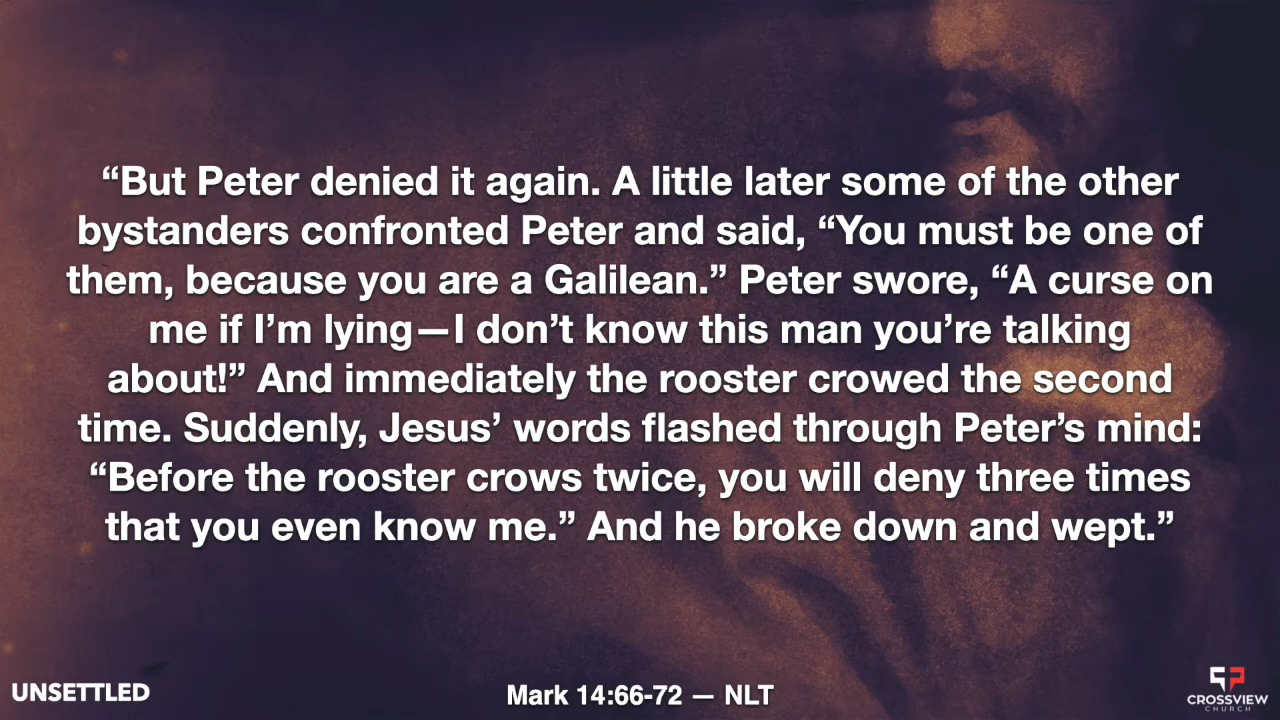 “But Peter denied it again. A little later some of the other
bystanders confronted Peter and said, “You must be one of
them, because you are a Galilean.” Peter swore, “A curse on
me if I’m lying—I don’t know this man you’re talking
about!” And immediately the rooster crowed the second
time. Suddenly, Jesus’ words flashed through Peter’s mind:
“Before the rooster crows twice, you will deny three times
that you even know me.” And he broke down and wept.”
UNSETTLED
Mark 14:66-72 — NLT
CROSSVIEW
CHURCH